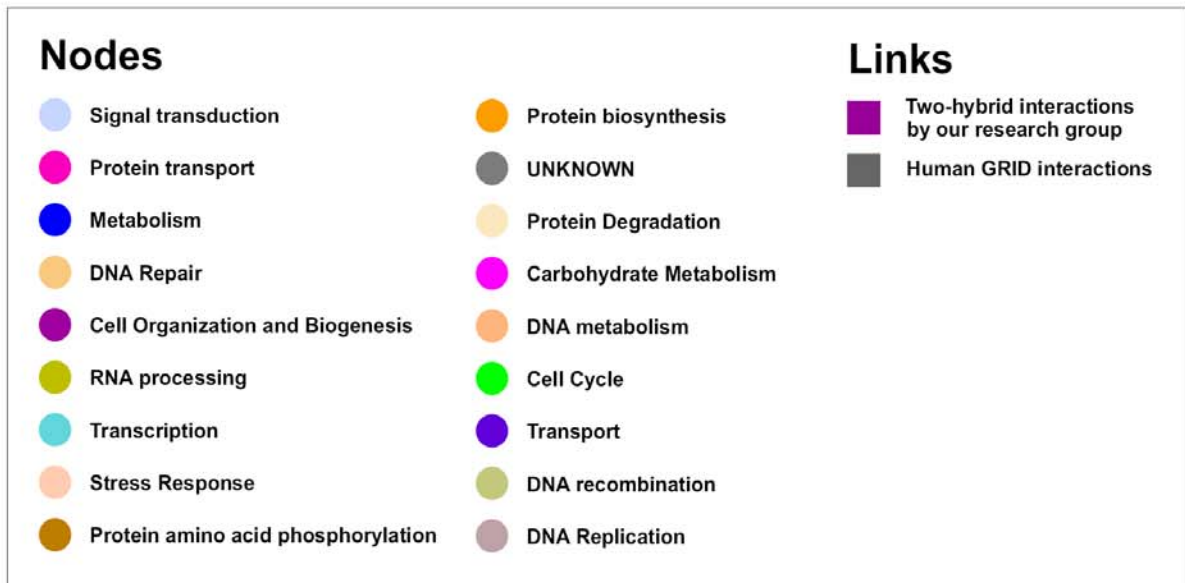 Nodes
Signal transduction
Protein transport
Metabolism
DNA Repair
Cell Organization and Biogenesis
RNA processing
Transcription
Stress Response
Protein amino acid phosphorylation
Protein biosynthesis
UNKNOWN
Protein Degradation
Carbohydrate Metabolism
DNA metabolism
Cell Cycle
Transport
DNA recombination
DNA Replication
Links
Two-hybrid interactions
by our research group
Human GRID interactions